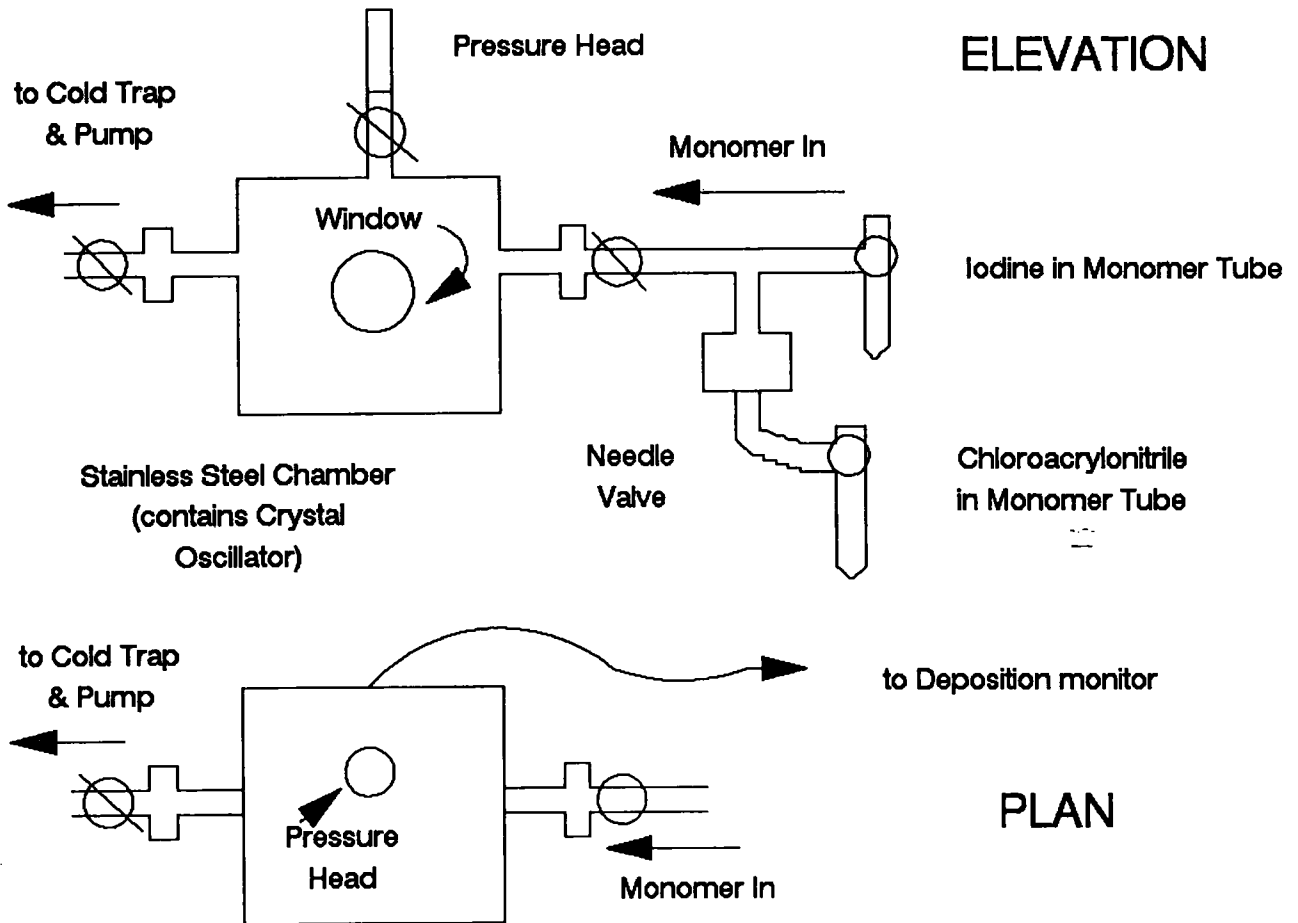 Pressure Head
ELEVATION
to Cold Trap
& Pump
Monomer In
Window
Iodine in Monomer Tube
Stainless Steel Chamber
(contains Crystal
Oscillator)
Needle
Valve
Chloroacrylonitrile
in Monomer Tube
to Cold Trap
& Pump
to Deposition monitor
PLAN
Pressure
Head
Monomer In